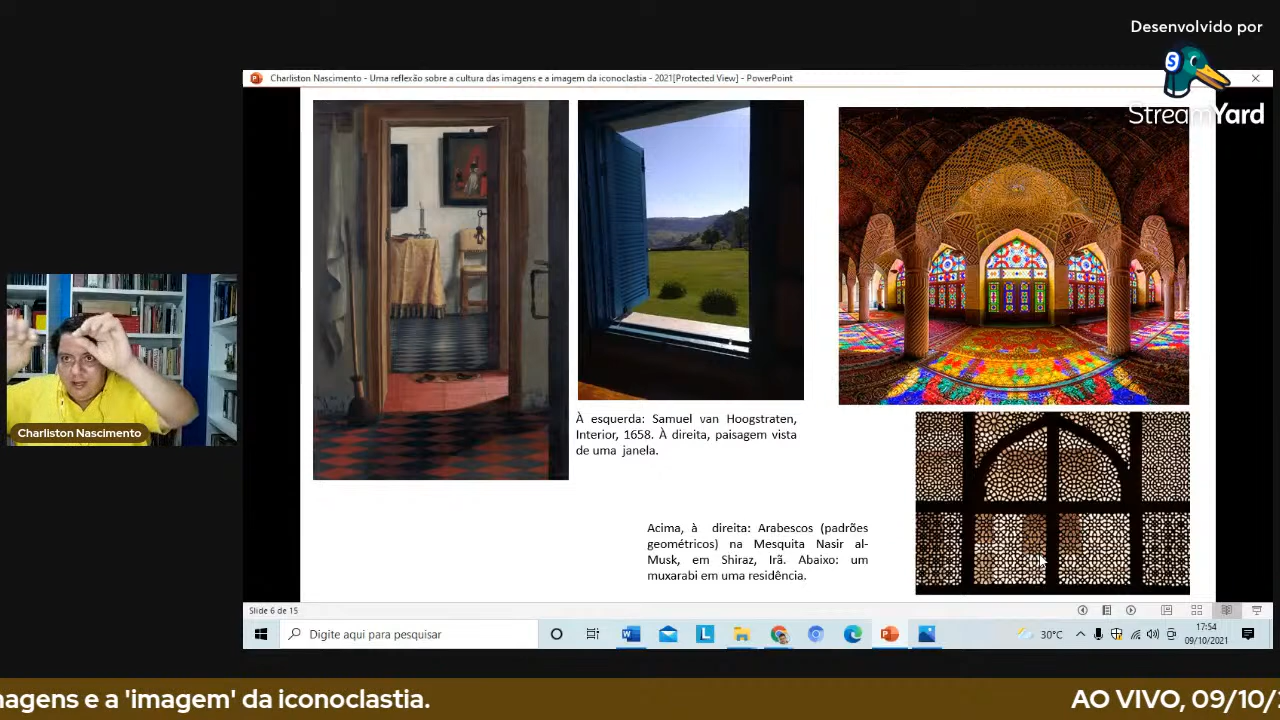 Desenvolvido por
StreamYard
Charliston Nascimento - Uma reflexão sobre a cultura das imagens e a imagem da iconoclastia - 2021[Protected View] - PowerPoint
À esquerda: Samuel van Hoogstraten,
Interior, 1658. À direita, paisagem vista
de uma janela.
Charliston Nascimento
Acima, à direita: Arabescos (padrões
geométricos) na Mesquita Nasir al-
Musk, em Shiraz, Irã. Abaixo: um
muxarabi em uma residência.
Slide 6 de 15
Digite aqui para pesquisar
30°C
17:54
09/10/2021
nagens e a 'imagem' da iconoclastia.
AO VIVO, 09/10/